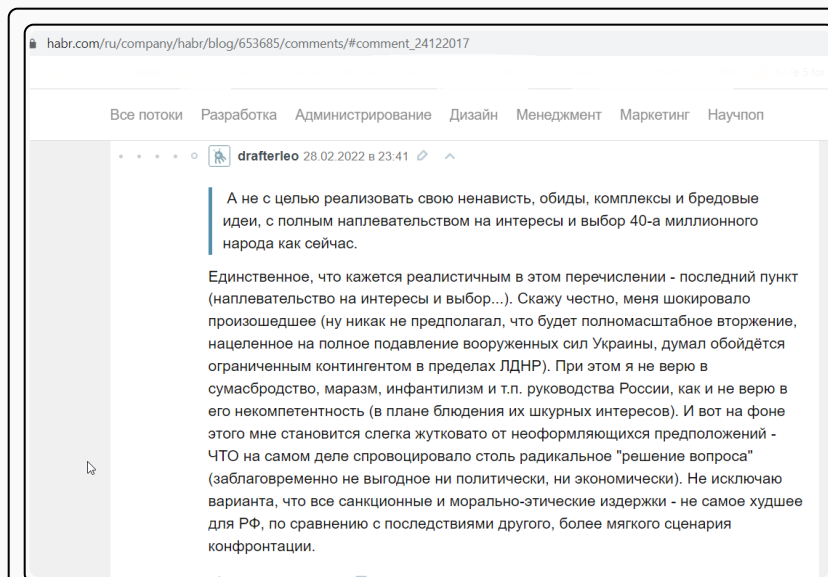 habr.com/ru/company/habr/blog/653685/comments/#comment_24122017
Все потоки Разработка Администрирование Дизайн Менеджмент Маркетинг Научпоп
drafterleo 28.02.2022 в 23:41
А не с целью реализовать свою ненависть, обиды, комплексы и бредовые
идеи, с полным наплевательством на интересы и выбор 40-а миллионного
народа как сейчас.
Единственное, что кажется реалистичным в этом перечислении - последний пункт
(наплевательство на интересы и выбор...). Скажу честно, меня шокировало
произошедшее (ну никак не предполагал, что будет полномасштабное вторжение,
нацеленное на полное подавление вооруженных сил Украины, думал обойдётся
ограниченным контингентом в пределах ЛДНР). При этом я не верю в
сумасбродство, маразм, инфантилизм и т.п. руководства России, как и не верю в
его некомпетентность (в плане блюдения их шкурных интересов). И вот на фоне
этого мне становится слегка жутковато от неоформляющихся предположений -
ЧТО на самом деле спровоцировало столь радикальное "решение вопроса"
(заблаговременно не выгодное ни политически, ни экономически). Не исключаю
варианта, что все санкционные и морально-этические издержки - не самое худшее
для РФ, по сравнению с последствиями другого, более мягкого сценария
конфронтации.